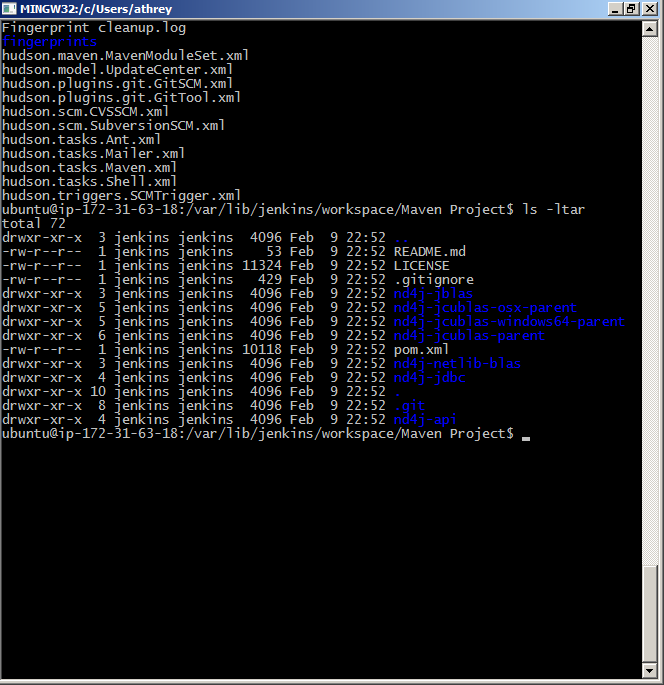 MINGW32:/c/Users/athrey
Fingerprint cleanup.log
fingerprints
hudson.maven.MavenModuleSet.xml
hudson.model.UpdateCenter.xml
hudson.plugins.git.GitSCM.xml
hudson.plugins.git.GitTool.xml
hudson.scm.CVSSCM.xml
hudson.scm.SubversionSCM.xml
hudson.tasks.Ant.xml
hudson.tasks.Mailer.xml
hudson.tasks.Maven.xml
hudson.tasks.Shell.xml
hudson.triggers.SCMTrigger.xml
ubuntu@ip-172-31-63-18:/var/lib/jenkins/workspace/Maven Project$ ls -ltar
total 72
drwxr-xr-x  3 jenkins jenkins  4096 Feb  9 22:52 ..
-rw-r--r--  1 jenkins jenkins    53 Feb  9 22:52 README.md
-rw-r--r--  1 jenkins jenkins 11324 Feb  9 22:52 LICENSE
-rw-r--r--  1 jenkins jenkins   429 Feb  9 22:52 .gitignore
drwxr-xr-x  3 jenkins jenkins  4096 Feb  9 22:52 nd4j-jblas
drwxr-xr-x  5 jenkins jenkins  4096 Feb  9 22:52 nd4j-jcublas-osx-parent
drwxr-xr-x  5 jenkins jenkins  4096 Feb  9 22:52 nd4j-jcublas-windows64-parent
drwxr-xr-x  6 jenkins jenkins  4096 Feb  9 22:52 nd4j-jcublas-parent
-rw-r--r--  1 jenkins jenkins 10118 Feb  9 22:52 pom.xml
drwxr-xr-x  3 jenkins jenkins  4096 Feb  9 22:52 nd4j-netlib-blas
drwxr-xr-x  4 jenkins jenkins  4096 Feb  9 22:52 nd4j-jdbc
drwxr-xr-x 10 jenkins jenkins  4096 Feb  9 22:52 .
drwxr-xr-x  8 jenkins jenkins  4096 Feb  9 22:52 .git
drwxr-xr-x  4 jenkins jenkins  4096 Feb  9 22:52 nd4j-api
ubuntu@ip-172-31-63-18:/var/lib/jenkins/workspace/Maven Project$